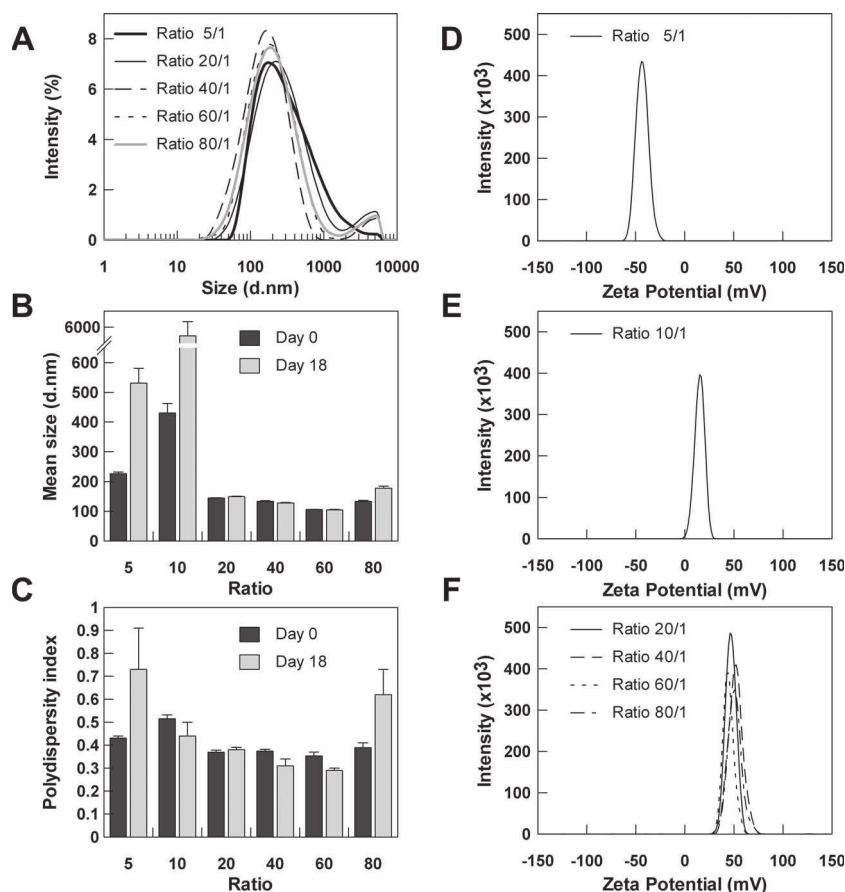 A
Intensity (%)
8
6
4
2
0
Ratio 5/1
Ratio 20/1
Ratio 40/1
Ratio 60/1
Ratio 80/1
1 10 100 1000 10000
Size (d.nm)
B
Mean size (d.nm)
6000
600
500
400
300
200
100
0
Day 0
Day 18
5 10 20 40 60 80
Ratio
C
Polydispersity index
1
0.9
0.8
0.7
0.6
0.5
0.4
0.3
0.2
0.1
0
Day 0
Day 18
5 10 20 40 60 80
Ratio
D
Intensity (x10³)
500
400
300
200
100
0
Ratio 5/1
-150 -100 -50 0 50 100 150
Zeta Potential (mV)
E
Intensity (x10³)
500
400
300
200
100
0
Ratio 10/1
-150 -100 -50 0 50 100 150
Zeta Potential (mV)
F
Intensity (x10³)
500
400
300
200
100
0
Ratio 20/1
Ratio 40/1
Ratio 60/1
Ratio 80/1
-150 -100 -50 0 50 100 150
Zeta Potential (mV)